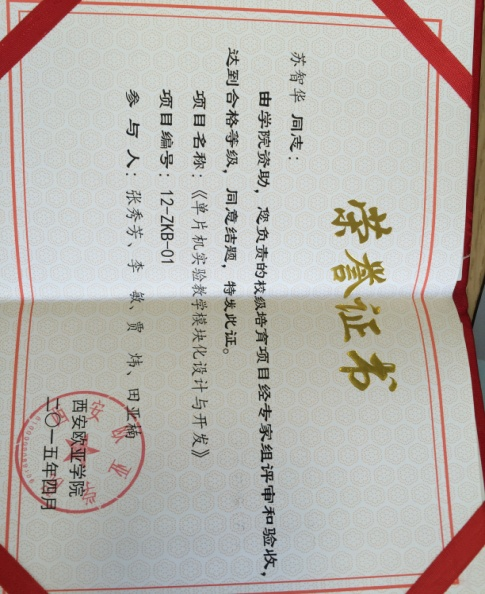 荣誉证书
苏智华 同志：
由学院资助，您负责的校级培育项目经专家组评审和验收，
达到合格等级，同意结题，特发此证。
项目名称：《单片机实验教学模块化设计与开发》
项目编号：12-ZKB-01
参与人：张秀芳、李 敏、贾 炜、田亚楠
西安欧亚学院
二〇一五年四月